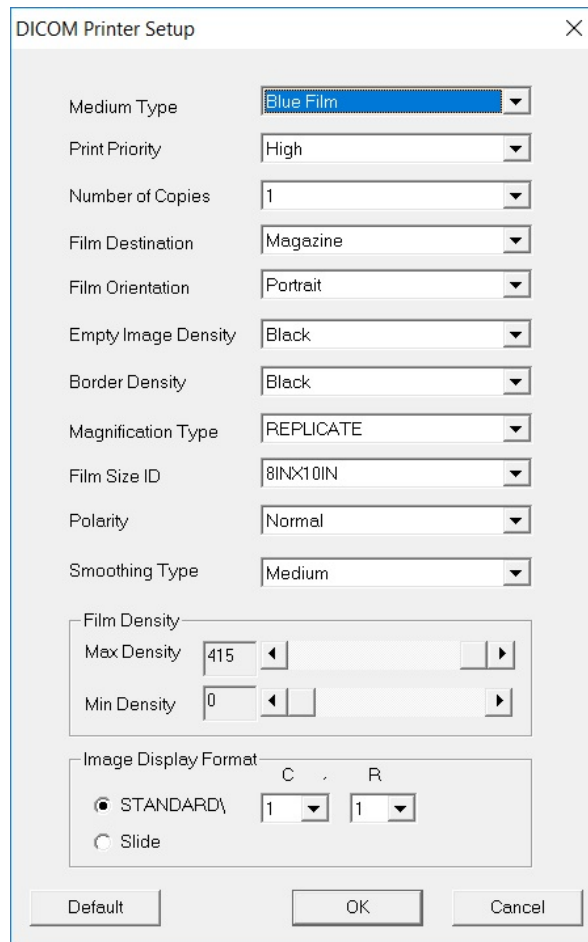 DICOM Printer Setup
Medium Type Blue Film
Print Priority High
Number of Copies 1
Film Destination Magazine
Film Orientation Portrait
Empty Image Density Black
Border Density Black
Magnification Type REPLICATE
Film Size ID 8INX10IN
Polarity Normal
Smoothing Type Medium
Film Density
Max Density 415
Min Density 0
Image Display Format
C , R
STANDARD\ 1 1
Slide
Default OK Cancel